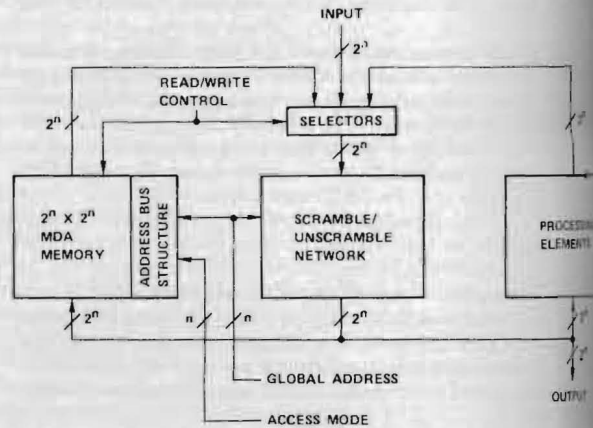 INPUT
2ⁿ
READ/WRITE
CONTROL
2ⁿ
SELECTORS
2ⁿ
2ⁿ X 2ⁿ
MDA
MEMORY
ADDRESS BUS
STRUCTURE
SCRAMBLE/
UNSCRAMBLE
NETWORK
2ⁿ
n
n
2ⁿ
GLOBAL ADDRESS
ACCESS MODE
OUTPUT